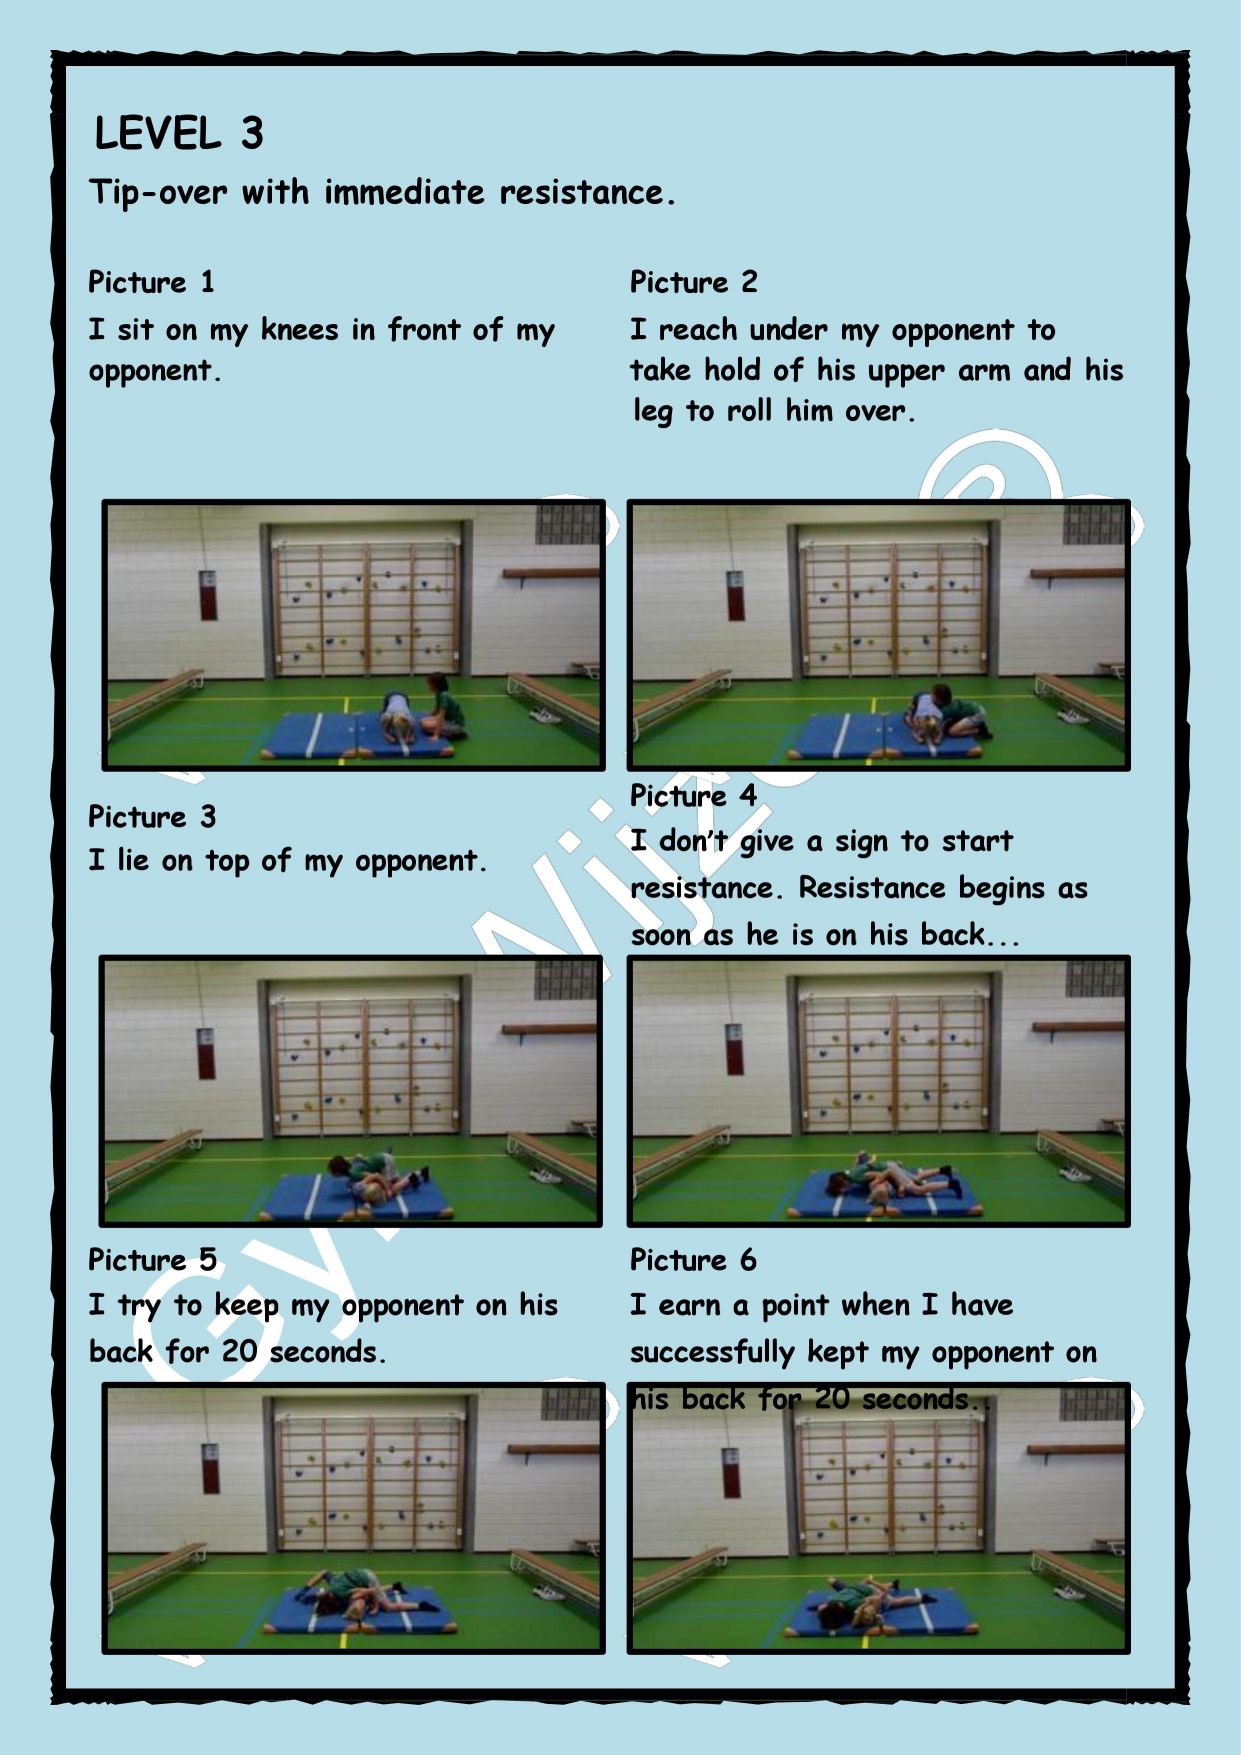 LEVEL 3
Tip-over with immediate resistance.
Picture 1
I sit on my knees in front of my
opponent.
Picture 2
I reach under my opponent to
take hold of his upper arm and his
leg to roll him over.
Picture 3
I lie on top of my opponent.
Picture 4
I don't give a sign to start
resistance. Resistance begins as
soon as he is on his back...
Picture 5
I try to keep my opponent on his
back for 20 seconds.
Picture 6
I earn a point when I have
successfully kept my opponent on
his back for 20 seconds..